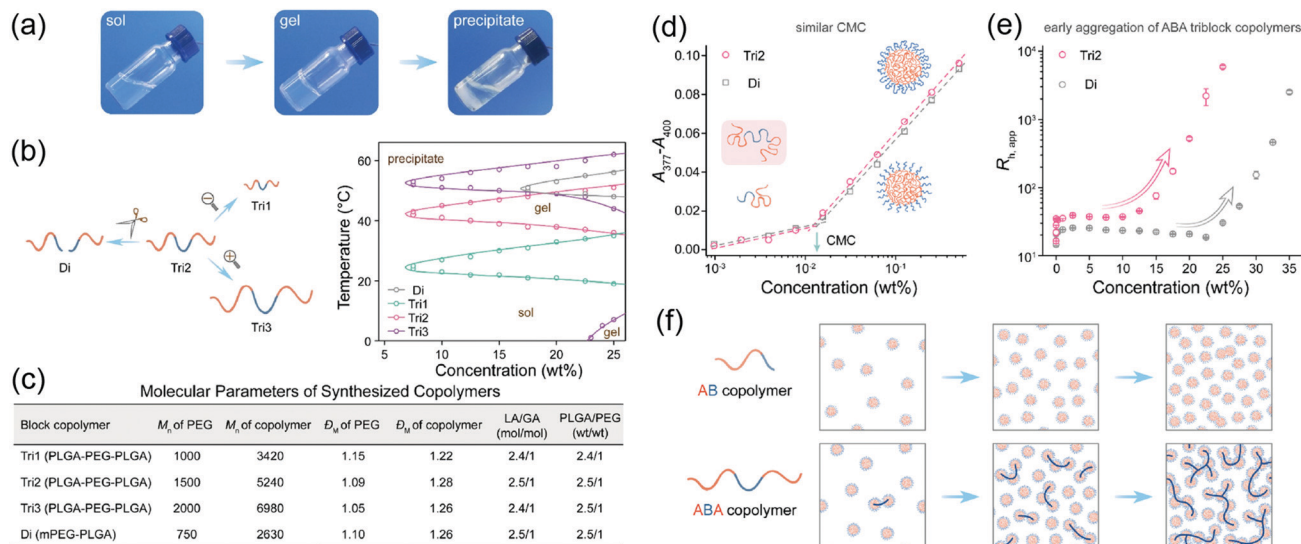 (a)
sol
gel
precipitate
(b)
Di
Tri2
Tri1
Tri3
Temperature (°C)
60
40
20
0
precipitate
gel
sol
gel
Di
Tri1
Tri2
Tri3
5 10 15 20 25
Concentration (wt%)
(c)
Molecular Parameters of Synthesized Copolymers
Block copolymer Mn of PEG Mn of copolymer ĐM of PEG ĐM of copolymer LA/GA (mol/mol) PLGA/PEG (wt/wt)
Tri1 (PLGA-PEG-PLGA) 1000 3420 1.15 1.22 2.4/1 2.4/1
Tri2 (PLGA-PEG-PLGA) 1500 5240 1.09 1.28 2.5/1 2.5/1
Tri3 (PLGA-PEG-PLGA) 2000 6980 1.05 1.26 2.4/1 2.5/1
Di (mPEG-PLGA) 750 2630 1.10 1.26 2.5/1 2.5/1
(d)
similar CMC
Tri2
Di
A377-A400
0.10
0.08
0.06
0.04
0.02
0.00
CMC
10-3 10-2 10-1
Concentration (wt%)
(e)
early aggregation of ABA triblock copolymers
Tri2
Di
Rh, app
104
103
102
101
0 5 10 15 20 25 30 35
Concentration (wt%)
(f)
AB copolymer
ABA copolymer